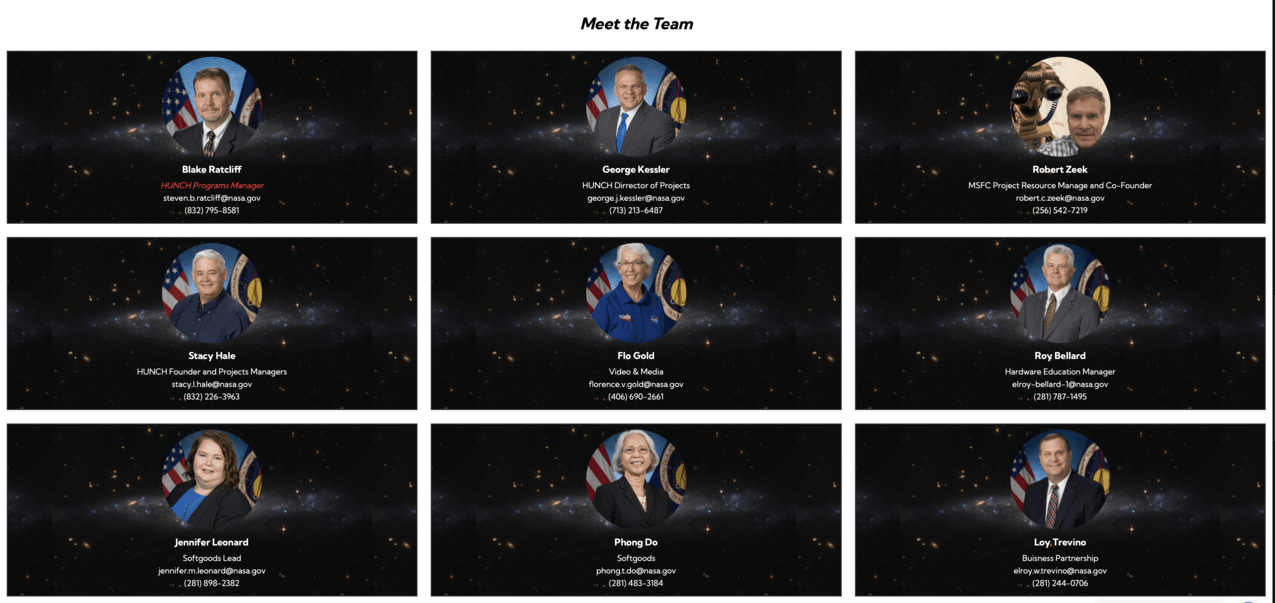 Meet the Team
Blake Ratcliff
HUNCH Programs Manager
steven.b.ratcliff@nasa.gov
(832) 795-8581
George Kessler
HUNCH Dirrector of Projects
george.j.kessler@nasa.gov
(713) 213-6487
Robert Zeek
MSFC Project Resource Manage and Co-Founder
robert.c.zeek@nasa.gov
(256) 542-7219
Stacy Hale
HUNCH Founder and Projects Managers
stacy.l.hale@nasa.gov
(832) 226-3963
Flo Gold
Video & Media
florence.v.gold@nasa.gov
(406) 690-2661
Roy Bellard
Hardware Education Manager
elroy-bellard-1@nasa.gov
(281) 787-1495
Jennifer Leonard
Softgoods Lead
jennifer.m.leonard@nasa.gov
(281) 898-2382
Phong Do
Softgoods
phong.t.do@nasa.gov
(281) 483-3184
Loy Trevino
Buisness Partnership
elroy.w.trevino@nasa.gov
(281) 244-0706